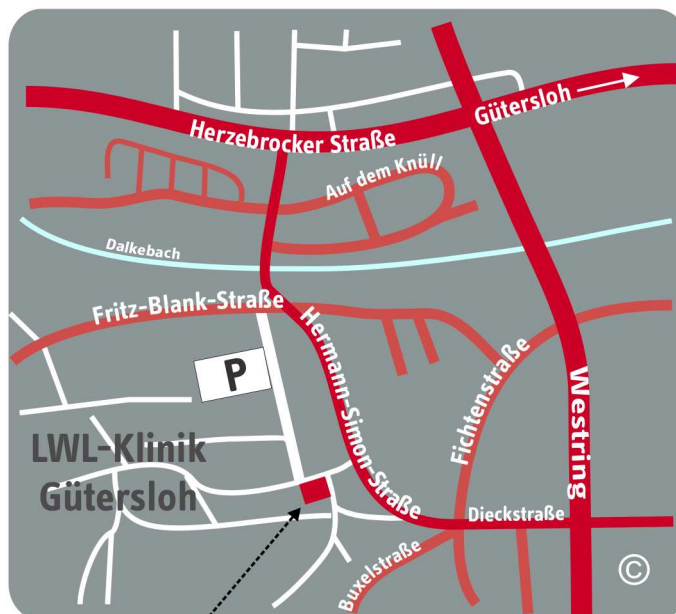 Gütersloh
Herzebrocker Straße
Auf dem Knüll
Dalkebach
Fritz-Blank-Straße
Hermann-Simon-Straße
P
Fichtenstraße
Westring
LWL-Klinik
Gütersloh
Dieckstraße
Buxelstraße
©